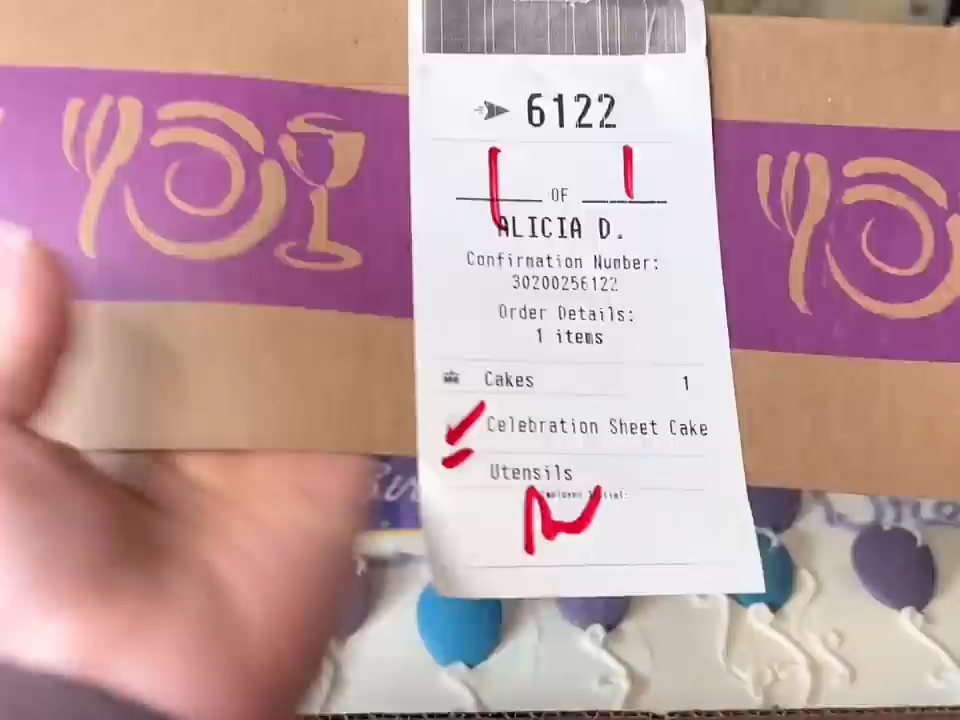 6122
1 OF 1
ALICIA D.
Confirmation Number:
30200256122
Order Details:
1 items
Cakes 1
Celebration Sheet Cake
Utensils